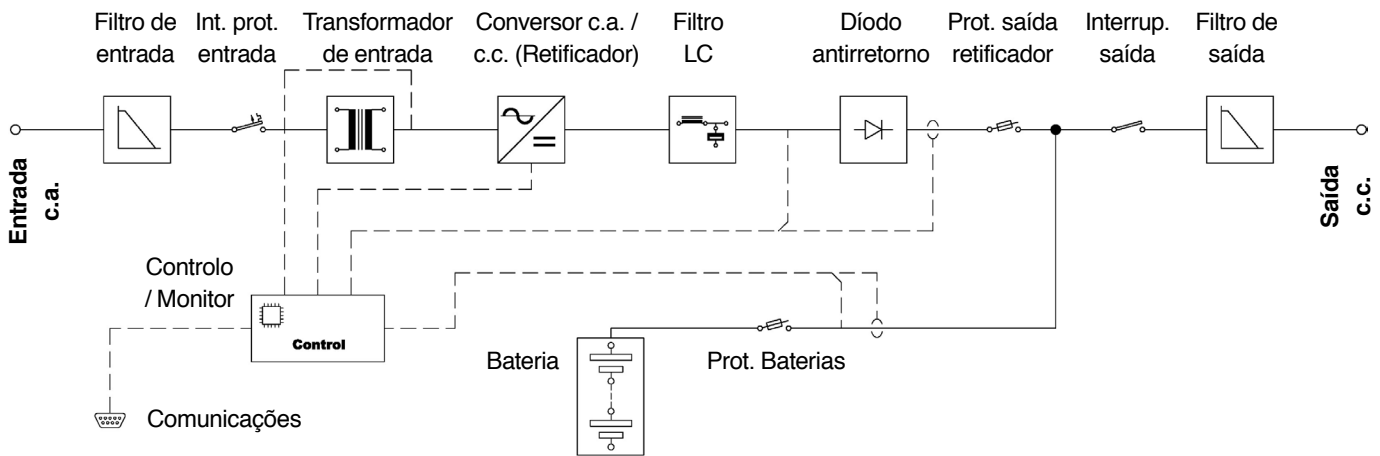 Filtro de
entrada
Int. prot.
entrada
Transformador
de entrada
Conversor c.a. /
c.c. (Retificador)
Filtro
LC
Díodo
antirretorno
Prot. saída
retificador
Interrup.
saída
Filtro de
saída
Entrada
c.a.
Saída
c.c.
Controlo
/ Monitor
Control
Bateria
Prot. Baterias
Comunicações